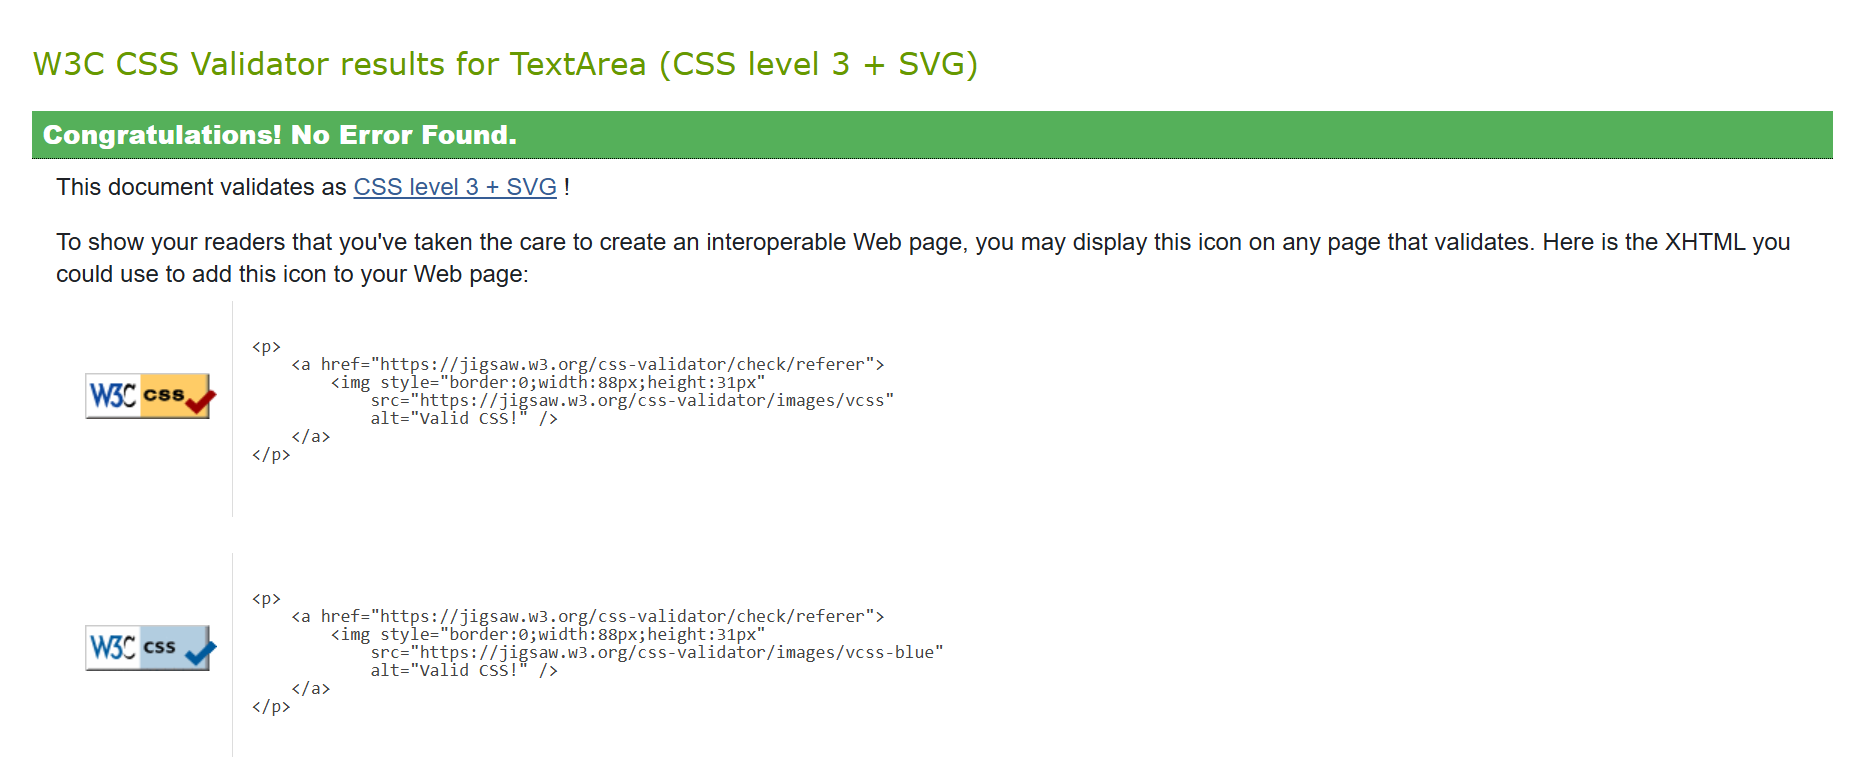 W3C CSS Validator results for TextArea (CSS level 3 + SVG)
Congratulations! No Error Found.
This document validates as CSS level 3 + SVG !
To show your readers that you've taken the care to create an interoperable Web page, you may display this icon on any page that validates. Here is the XHTML you
could use to add this icon to your Web page:
<p>
    <a href="https://jigsaw.w3.org/css-validator/check/referer">
        <img style="border:0;width:88px;height:31px"
            src="https://jigsaw.w3.org/css-validator/images/vcss"
W3C css
            alt="Valid CSS!" />
    </a>
</p>
<p>
    <a href="https://jigsaw.w3.org/css-validator/check/referer">
        <img style="border:0;width:88px;height:31px"
            src="https://jigsaw.w3.org/css-validator/images/vcss-blue"
W3C css
            alt="Valid CSS!" />
    </a>
</p>